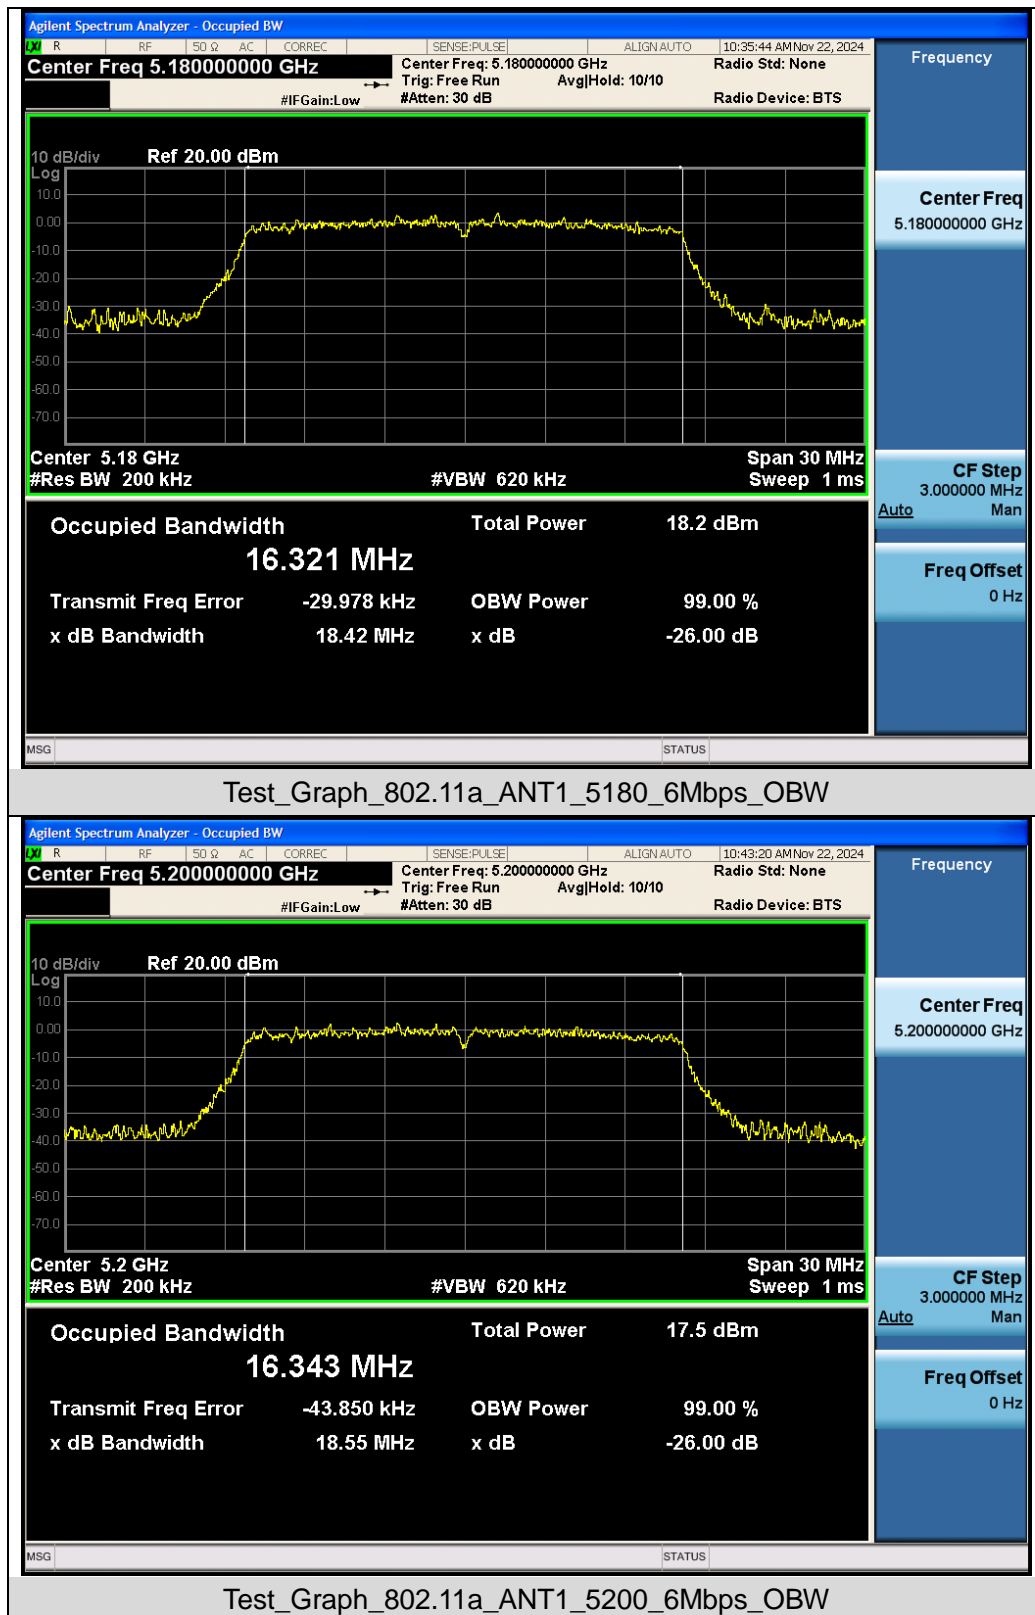 Agilent Spectrum Analyzer - Occupied BW
LXI R RF 50 Ω AC CORREC SENSE:PULSE ALIGN AUTO 10:35:44 AM Nov 22, 2024
Center Freq 5.180000000 GHz
Center Freq: 5.180000000 GHz Radio Std: None
Trig: Free Run Avg|Hold: 10/10
#IFGain:Low #Atten: 30 dB Radio Device: BTS
Frequency
10 dB/div Ref 20.00 dBm
Log
10.0
0.00
-10.0
-20.0
-30.0
-40.0
-50.0
-60.0
-70.0
Center Freq
5.180000000 GHz
Center 5.18 GHz Span 30 MHz
#Res BW 200 kHz #VBW 620 kHz Sweep 1 ms
CF Step
3.000000 MHz
Auto Man
Freq Offset
0 Hz
Occupied Bandwidth Total Power 18.2 dBm
16.321 MHz
Transmit Freq Error -29.978 kHz OBW Power 99.00 %
x dB Bandwidth 18.42 MHz x dB -26.00 dB
MSG STATUS
Test_Graph_802.11a_ANT1_5180_6Mbps_OBW
Agilent Spectrum Analyzer - Occupied BW
LXI R RF 50 Ω AC CORREC SENSE:PULSE ALIGN AUTO 10:43:20 AM Nov 22, 2024
Center Freq 5.200000000 GHz
Center Freq: 5.200000000 GHz Radio Std: None
Trig: Free Run Avg|Hold: 10/10
#IFGain:Low #Atten: 30 dB Radio Device: BTS
Frequency
10 dB/div Ref 20.00 dBm
Log
10.0
0.00
-10.0
-20.0
-30.0
-40.0
-50.0
-60.0
-70.0
Center Freq
5.200000000 GHz
Center 5.2 GHz Span 30 MHz
#Res BW 200 kHz #VBW 620 kHz Sweep 1 ms
CF Step
3.000000 MHz
Auto Man
Freq Offset
0 Hz
Occupied Bandwidth Total Power 17.5 dBm
16.343 MHz
Transmit Freq Error -43.850 kHz OBW Power 99.00 %
x dB Bandwidth 18.55 MHz x dB -26.00 dB
MSG STATUS
Test_Graph_802.11a_ANT1_5200_6Mbps_OBW